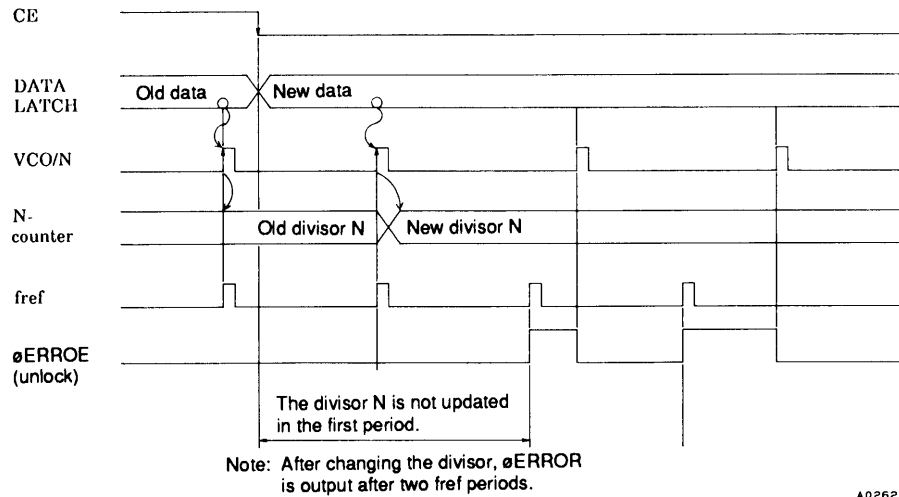 CE
DATA
LATCH
Old data
New data
VCO/N
N-
counter
Old divisor N
New divisor N
fref
øERROE
(unlock)
The divisor N is not updated
in the first period.
Note: After changing the divisor, øERROR
is output after two fref periods.
A0262